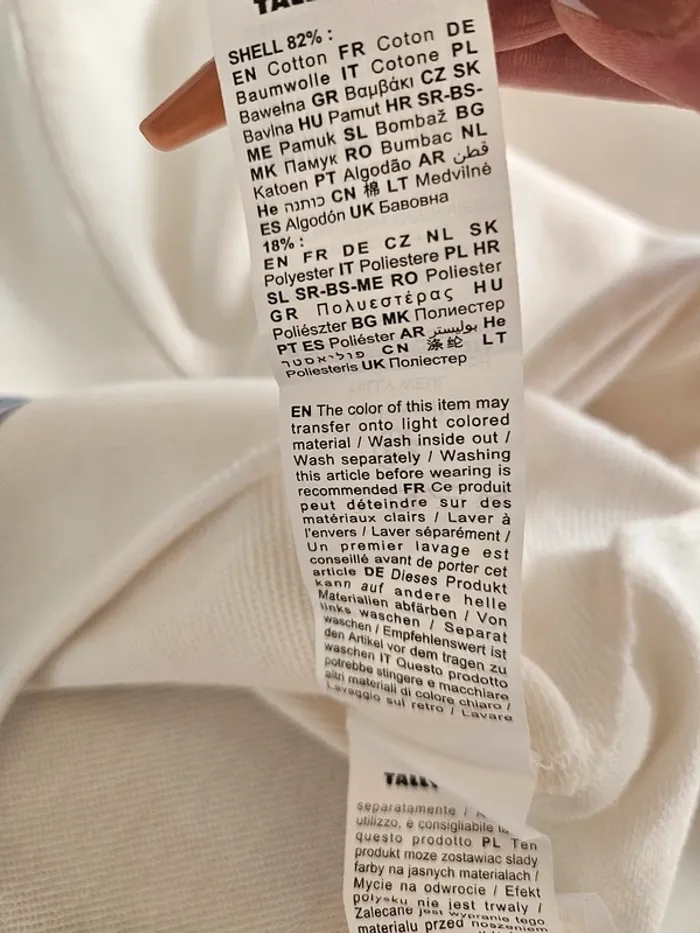 SHELL 82% :
EN Cotton FR Coton DE
Baumwolle IT Cotone PL
Bawełna GR Βαμβάκι CZ SK
Bavlna HU Pamut HR SR-BS-
ME Pamuk SL Bombaž BG
MK Памук RO Bumbac NL
Katoen PT Algodão AR قطن
He כותנה CN 棉 LT Medvilnė
ES Algodón UK Бавовна
18% :
EN FR DE CZ NL SK
Polyester IT Poliestere PL HR
SL SR-BS-ME RO Poliester
GR Πολυεστέρας HU
Poliészter BG MK Полиестер
PT ES Poliéster AR بوليستر He
פוליאסטר CN 涤纶 LT
Poliesteris UK Поліестер
EN The color of this item may
transfer onto light colored
material / Wash inside out /
Wash separately / Washing
this article before wearing is
recommended FR Ce produit
peut déteindre sur des
matériaux clairs / Laver à
l'envers / Laver séparément /
Un premier lavage est
conseillé avant de porter cet
article DE Dieses Produkt
kann auf andere helle
Materialien abfärben / Von
links waschen / Separat
waschen / Empfehlenswert ist
den Artikel vor dem tragen zu
waschen IT Questo prodotto
potrebbe stingere e macchiare
altri materiali di colore chiaro /
Lavaggio sul retro / Lavare
TALLY
separatamente /
utilizzo, è consigliabile
questo prodotto PL Ten
produkt może zostawiać ślady
farby na jasnych materiałach /
Mycie na odwrocie / Efekt
połysku nie jest trwały /
Zalecane jest wypranie tego
materiału przed noszeniem